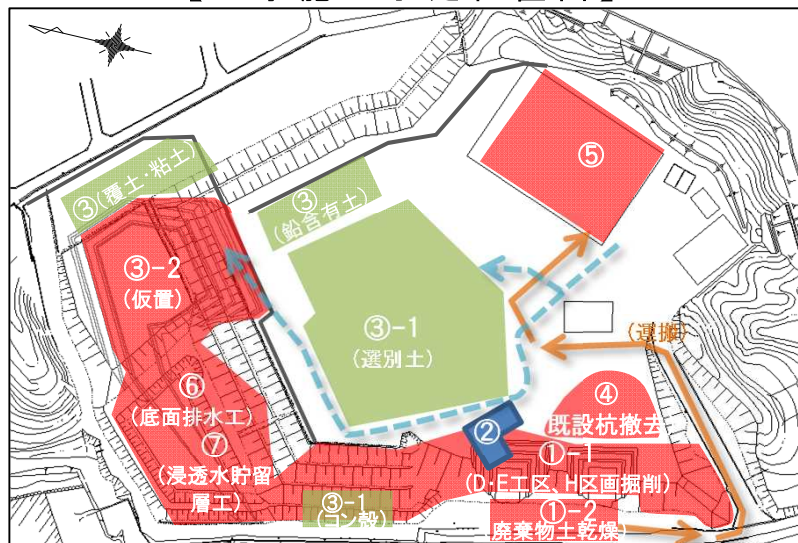 ③(覆土・粘土)
③
(鉛含有土)
⑤
③-2
(仮置)
③-1
(選別土)
(運搬)
⑥
(底面排水工)
④
既設杭撤去
②
⑦
(浸透水貯留
層工)
①-1
(D・E工区、H区画掘削)
③-1
(コン殻)
①-2
廃棄物土乾燥)